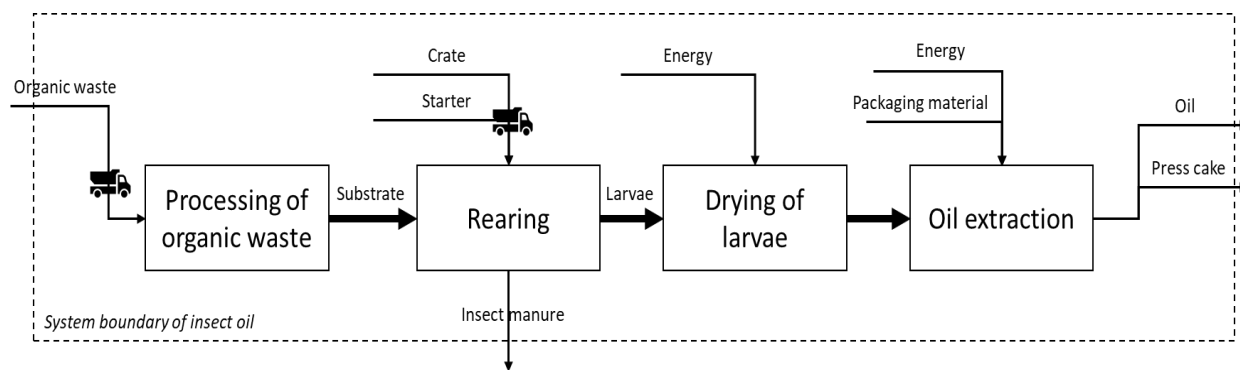 Crate
Energy
Energy
Organic waste
Starter
Packaging material
Oil
Press cake
Processing of
organic waste
Substrate
Rearing
Larvae
Drying of
larvae
Oil extraction
Insect manure
System boundary of insect oil